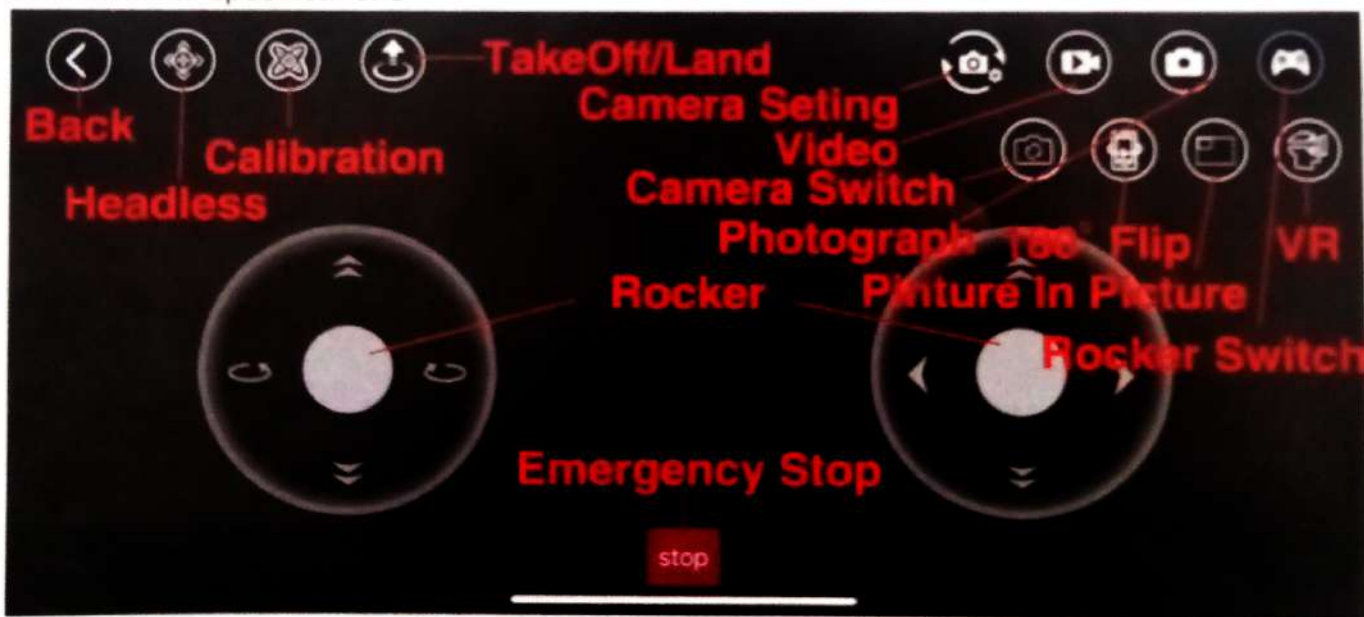 TakeOff/Land
Camera Seting
Back
Video
Calibration
Camera Switch
Headless
Photograph
180° Flip
VR
Rocker
Pinture In Picture
Rocker Switch
Emergency Stop
stop